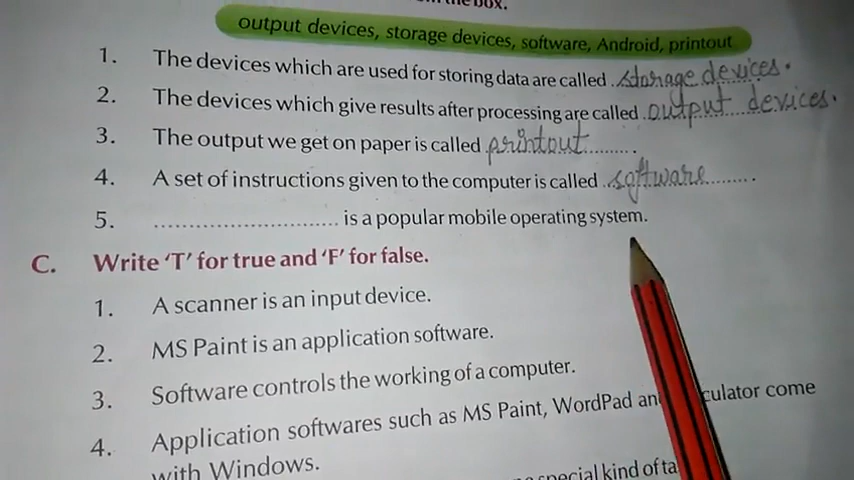 the box.
output devices, storage devices, software, Android, printout
1. The devices which are used for storing data are called .storage devices.
2. The devices which give results after processing are called .output devices.
3. The output we get on paper is called printout.........
4. A set of instructions given to the computer is called ..software..........
5. ............................. is a popular mobile operating system.
C. Write 'T' for true and 'F' for false.
1. A scanner is an input device.
2. MS Paint is an application software.
3. Software controls the working of a computer.
4. Application softwares such as MS Paint, WordPad come
with Windows.
special kind of